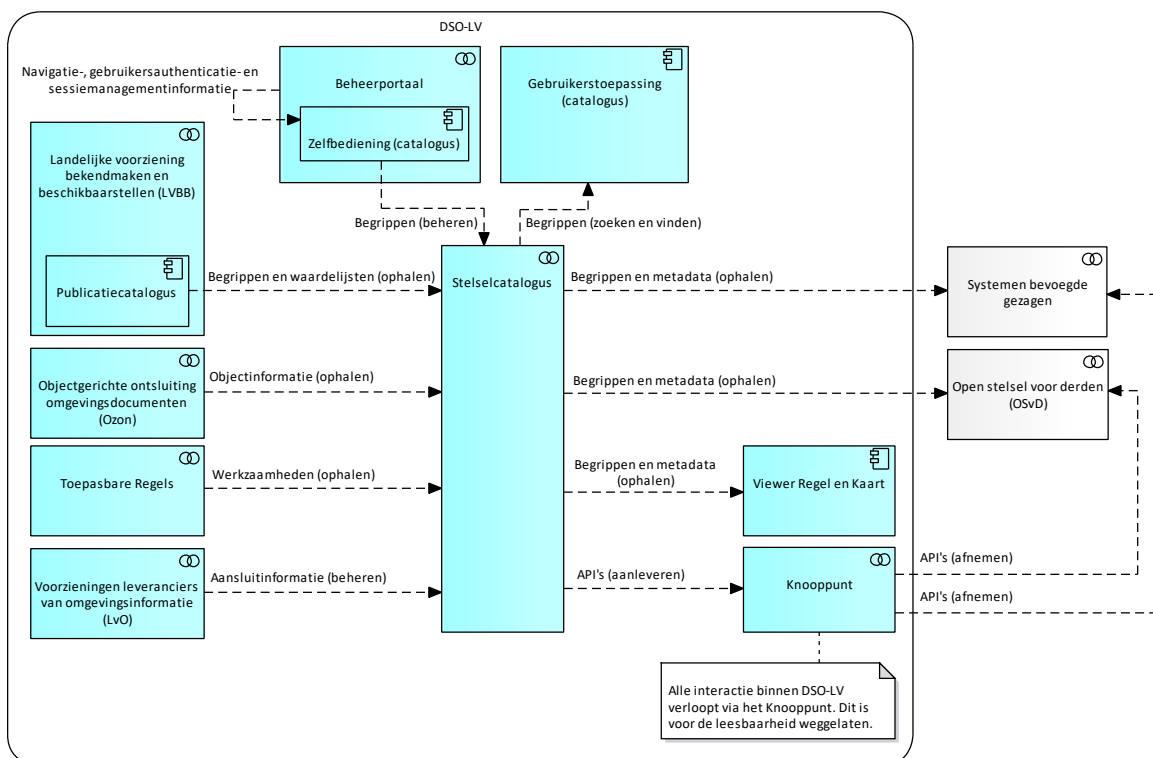 DSO-LV
Navigatie-, gebruikersauthenticatie- en
sessiemanagementinformatie
Beheerportaal
Zelfbediening (catalogus)
Gebruikerstoepassing
(catalogus)
Landelijke voorziening
bekendmaken en
beschikbaarstellen (LVBB)
Publicatiecatalogus
Begrippen (beheren)
Begrippen (zoeken en vinden)
Begrippen en waardelijsten (ophalen)
Stelselcatalogus
Begrippen en metadata (ophalen)
Systemen bevoegde
gezagen
Objectgerichte ontsluiting
omgevingsdocumenten
(Ozon)
Objectinformatie (ophalen)
Begrippen en metadata (ophalen)
Open stelsel voor derden
(OSvD)
Toepasbare Regels
Werkzaamheden (ophalen)
Begrippen en metadata
(ophalen)
Viewer Regel en Kaart
Voorzieningen leveranciers
van omgevingsinformatie
(LvO)
Aansluitinformatie (beheren)
API's (aanleveren)
Knooppunt
API's (afnemen)
API's (afnemen)
Alle interactie binnen DSO-LV
verloopt via het Knooppunt. Dit is
voor de leesbaarheid weggelaten.